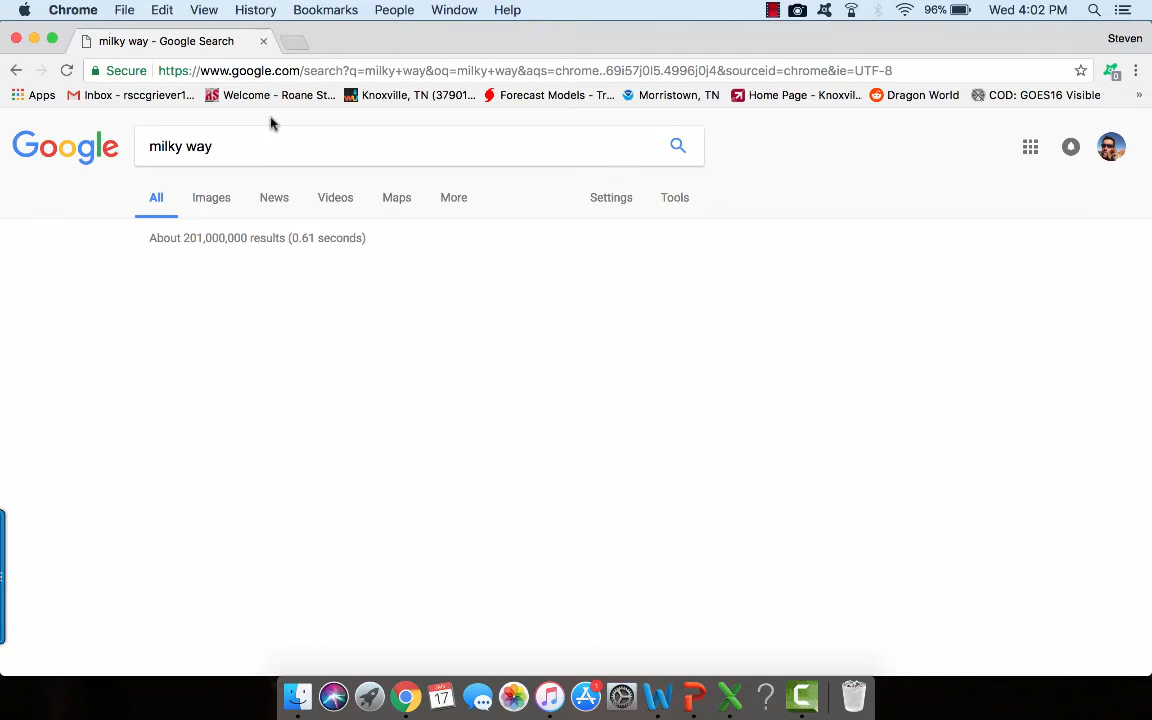 Chrome File Edit View History Bookmarks People Window Help 96% Wed 4:02 PM
milky way - Google Search Steven
Secure https://www.google.com/search?q=milky+way&oq=milky+way&aqs=chrome..69i57j0l5.4996j0j4&sourceid=chrome&ie=UTF-8 0
Apps Inbox - rsccgriever1... Welcome - Roane St... Knoxville, TN (37901... Forecast Models - Tr... Morristown, TN Home Page - Knoxvil... Dragon World COD: GOES16 Visible »
Google milky way
All Images News Videos Maps More Settings Tools
About 201,000,000 results (0.61 seconds)
JAN 17 1 W P X ? C